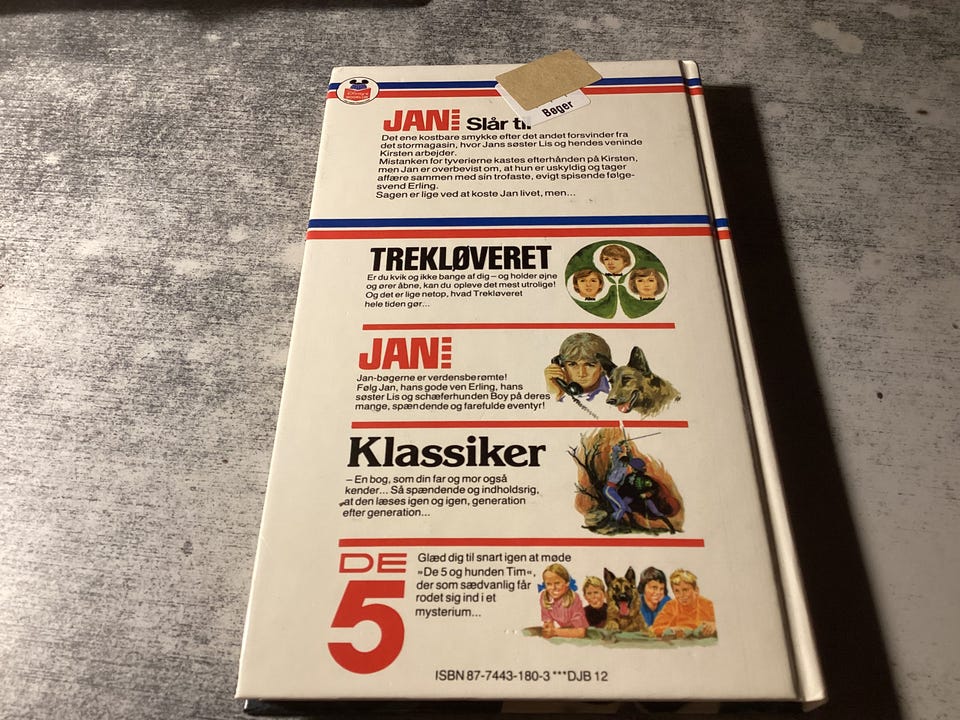 JAN Slår ti
Bøger
Det ene kostbare smykke efter det andet forsvinder fra
det stormagasin, hvor Jans søster Lis og hendes veninde
Kirsten arbejder.
Mistanken for tyverierne kastes efterhånden på Kirsten,
men Jan er overbevist om, at hun er uskyldig og tager
affære sammen med sin trofaste, evigt spisende følge-
svend Erling.
Sagen er lige ved at koste Jan livet, men...
TREKLØVERET
Er du kvik og ikke bange af dig – og holder øjne
og ører åbne, kan du opleve det mest utrolige!
Og det er lige netop, hvad Trekløveret
hele tiden gør...
JAN
Jan-bøgerne er verdensberømte!
Følg Jan, hans gode ven Erling, hans
søster Lis og schæferhunden Boy på deres
mange, spændende og farefulde eventyr!
Klassiker
– En bog, som din far og mor også
kender... Så spændende og indholdsrig,
at den læses igen og igen, generation
efter generation...
DE
5
Glæd dig til snart igen at møde
»De 5 og hunden Tim«,
der som sædvanlig får
rodet sig ind i et
mysterium...
ISBN 87-7443-180-3 ***DJB 12